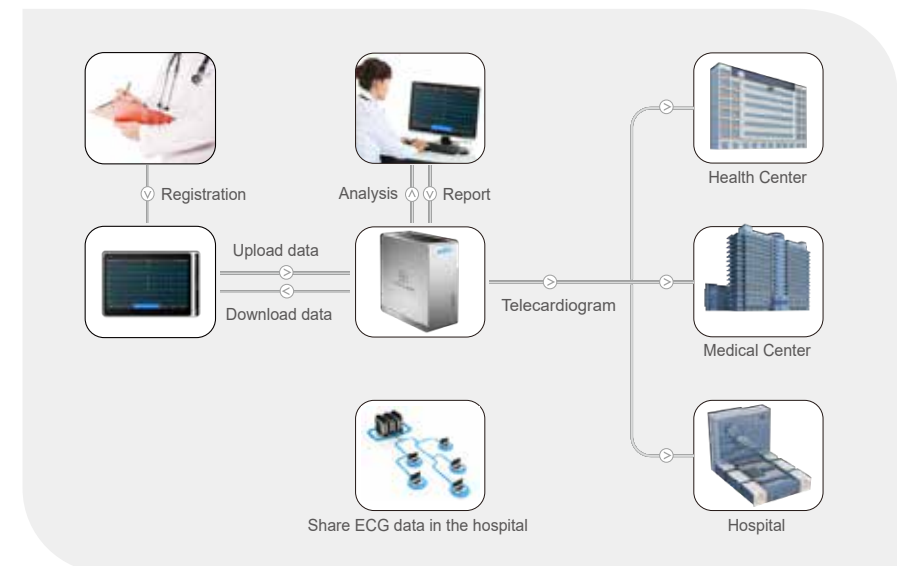 Health Center
Registration
Analysis
Report
Upload data
Download data
Telecardiogram
Medical Center
Share ECG data in the hospital
Hospital